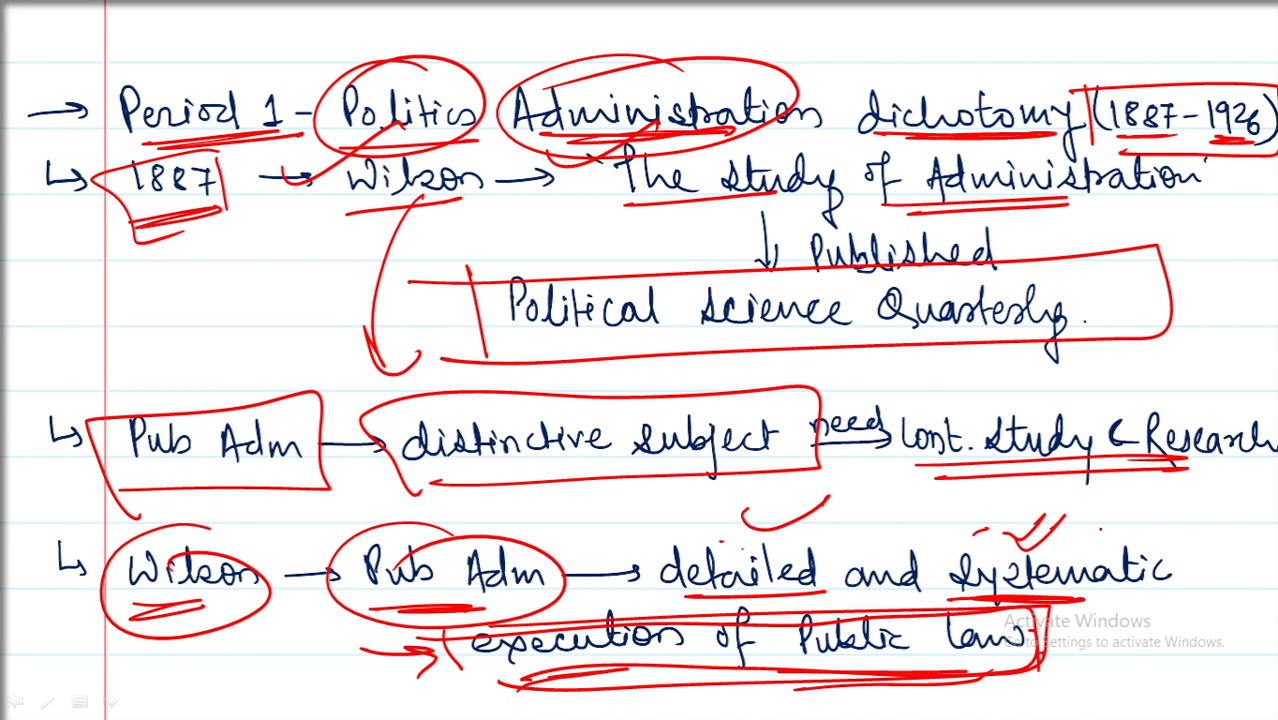 → Period 1 - Politics Administration dichotomy (1887-1926)
↳ 1887 → Wilson → "The study of Administration"
↓ Published
Political Science Quarterly.
↳ Pub Adm → distinctive subject need → Cont. Study & Research
↳ Wilson → Pub Adm → detailed and systematic
execution of Public law.
Activate Windows
Go to Settings to activate Windows.